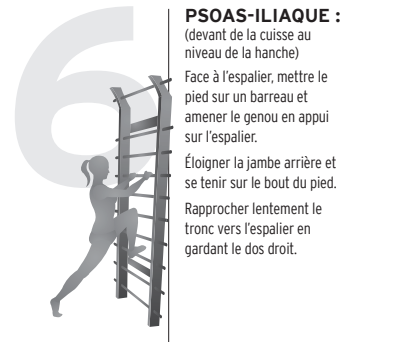 6
PSOAS-ILIAQUE :
(devant de la cuisse au
niveau de la hanche)
Face à l'espalier, mettre le
pied sur un barreau et
amener le genou en appui
sur l'espalier.
Éloigner la jambe arrière et
se tenir sur le bout du pied.
Rapprocher lentement le
tronc vers l'espalier en
gardant le dos droit.